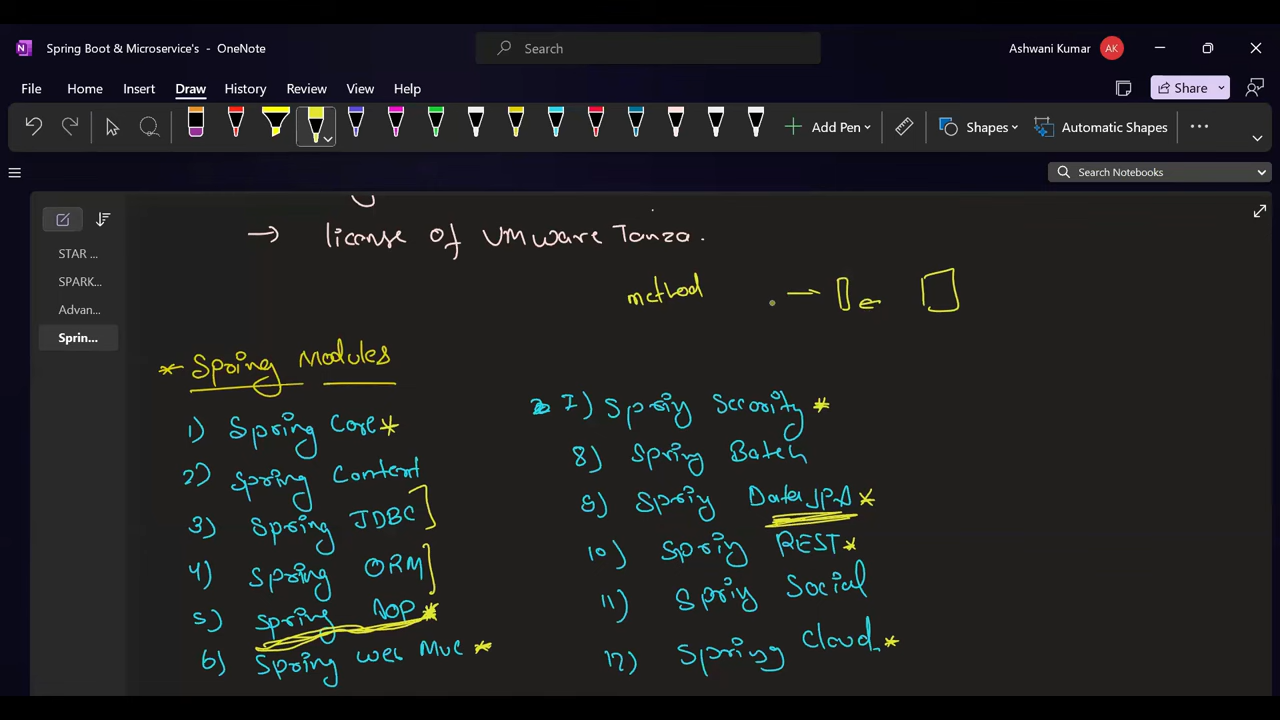 Spring Boot & Microservice's - OneNote
Search
Ashwani Kumar
AK
File
Home
Insert
Draw
History
Review
View
Help
Share
Add Pen
Shapes
Automatic Shapes
Search Notebooks
STAR ...
SPARK...
Advan...
Sprin...
→ license of VMware Tanza.
method
* Spring Modules
1) Spring Core *
2) Spring Context
3) Spring JDBC
4) Spring ORM
5) Spring AOP *
6) Spring Web MVC *
7) Spring Security *
8) Spring Batch
9) Spring Data JPA *
10) Spring REST *
11) Spring Social
12) Spring Cloud *